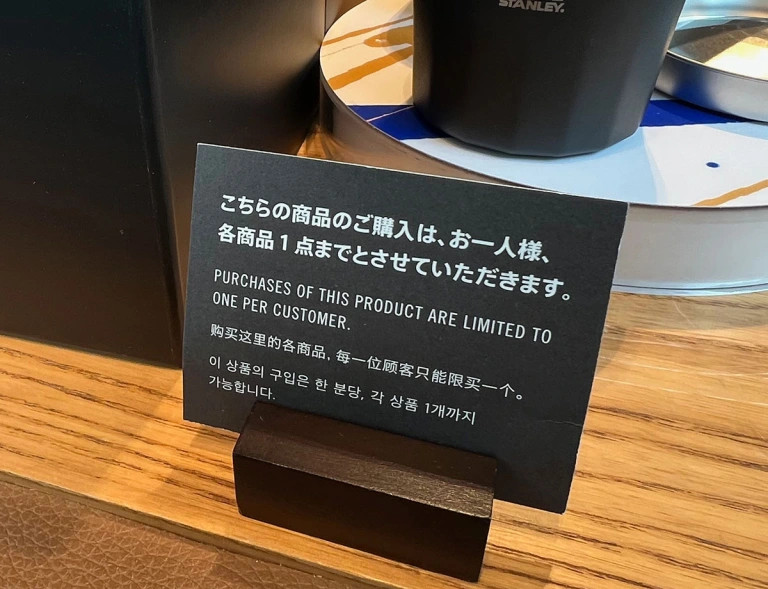 STANLEY.
こちらの商品のご購入は、お一人様、
各商品1点までとさせていただきます。
PURCHASES OF THIS PRODUCT ARE LIMITED TO
ONE PER CUSTOMER.
购买这里的各商品, 每一位顾客只能限买一个。
이 상품의 구입은 한 분당, 각 상품 1개까지
가능합니다.